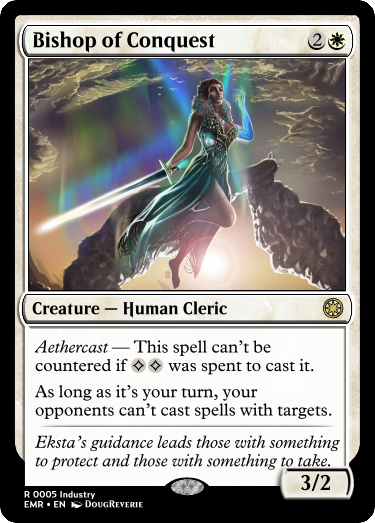 Bishop of Conquest 2
Creature — Human Cleric
Aethercast — This spell can't be
countered if was spent to cast it.
As long as it's your turn, your
opponents can't cast spells with targets.
Eksta's guidance leads those with something
to protect and those with something to take.
3/2
R 0005 Industry
EMR • EN DougReverie